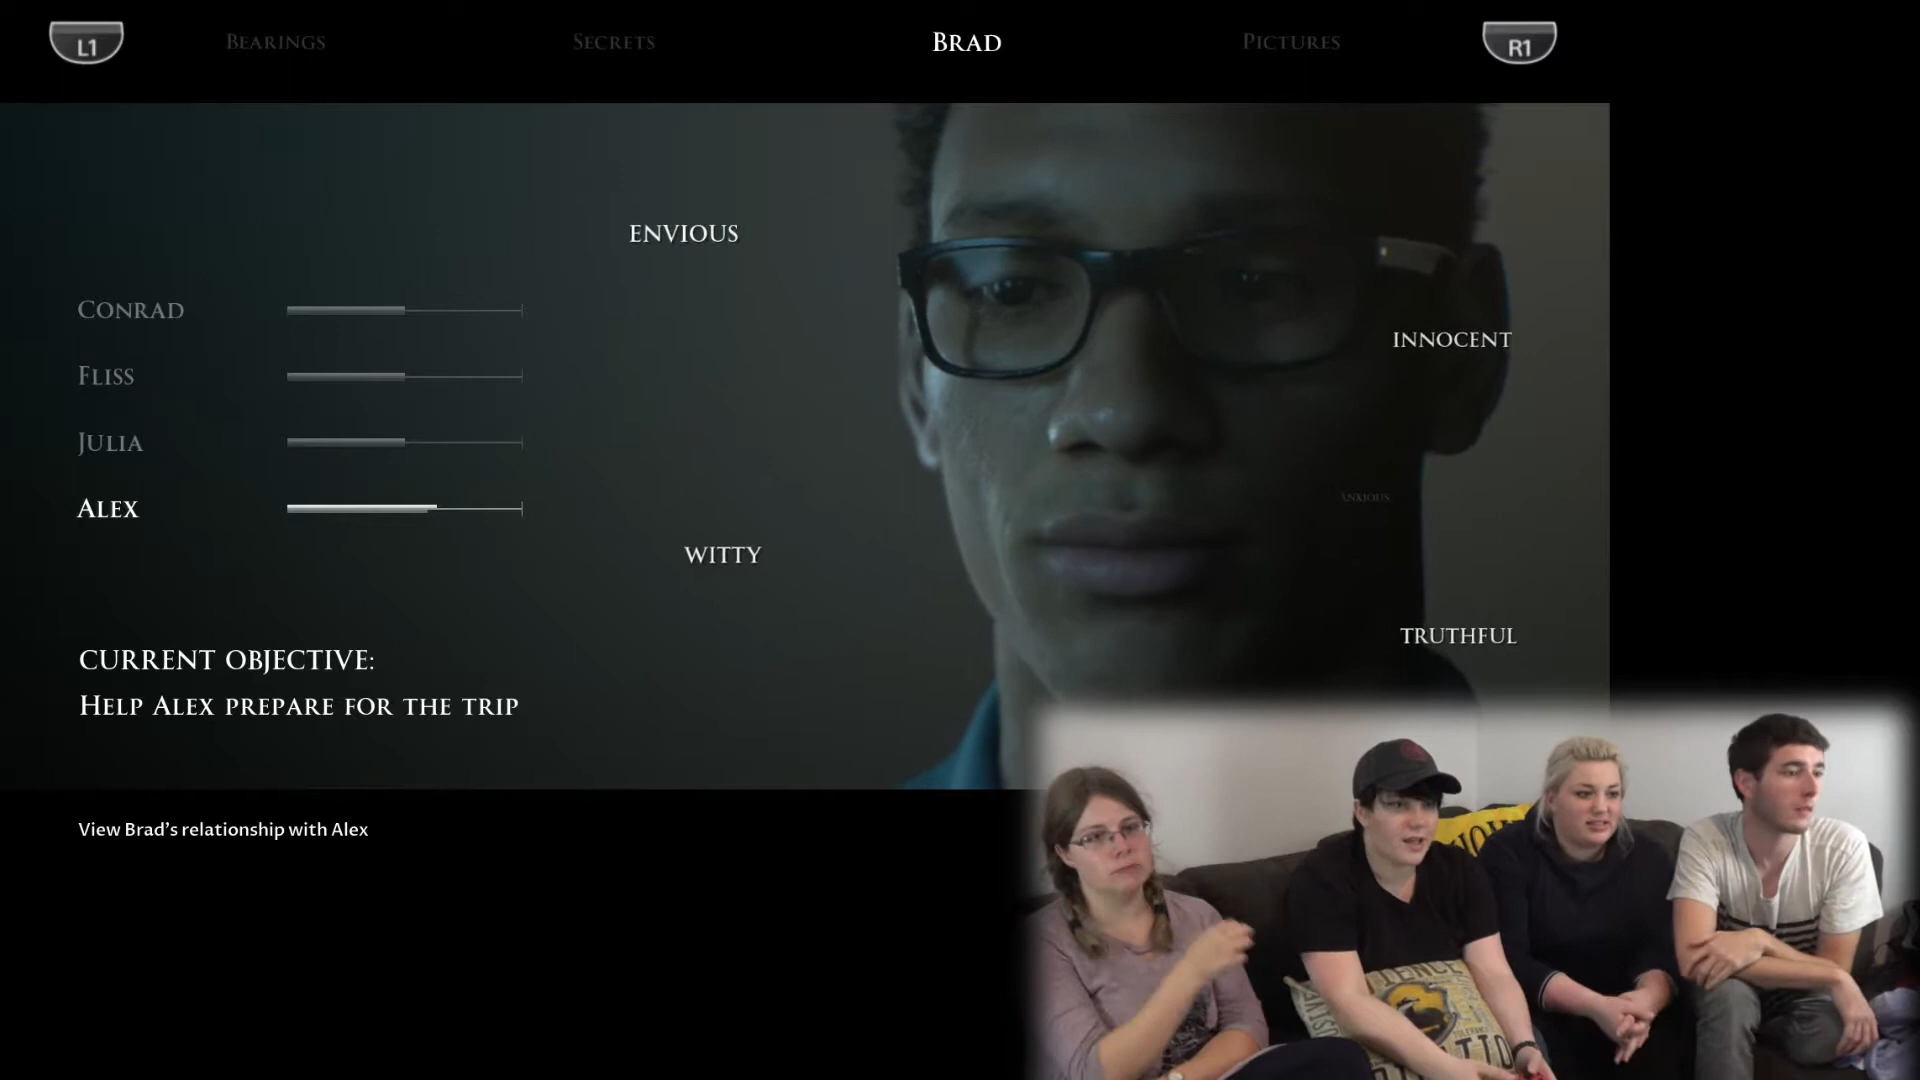 L1
BEARINGS
SECRETS
BRAD
PICTURES
R1
ENVIOUS
CONRAD
INNOCENT
FLISS
JULIA
ANXIOUS
ALEX
WITTY
TRUTHFUL
CURRENT OBJECTIVE:
HELP ALEX PREPARE FOR THE TRIP
View Brad's relationship with Alex